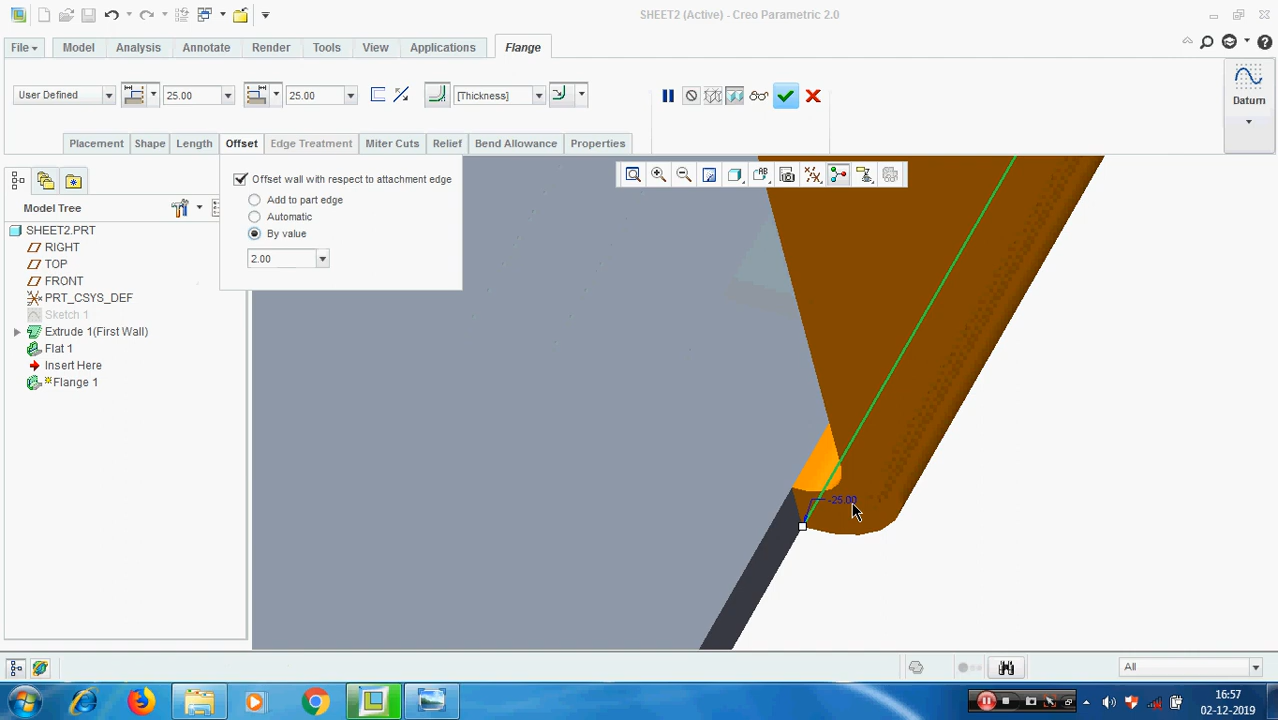 SHEET2 (Active) - Creo Parametric 2.0
File Model Analysis Annotate Render Tools View Applications Flange
User Defined 25.00 25.00 [Thickness] Datum
Placement Shape Length Offset Edge Treatment Miter Cuts Relief Bend Allowance Properties
Offset wall with respect to attachment edge
Add to part edge
Automatic
By value
2.00
Model Tree
SHEET2.PRT
RIGHT
TOP
FRONT
PRT_CSYS_DEF
Sketch 1
Extrude 1(First Wall)
Flat 1
Insert Here
Flange 1
-25.00
All
16:57
02-12-2019